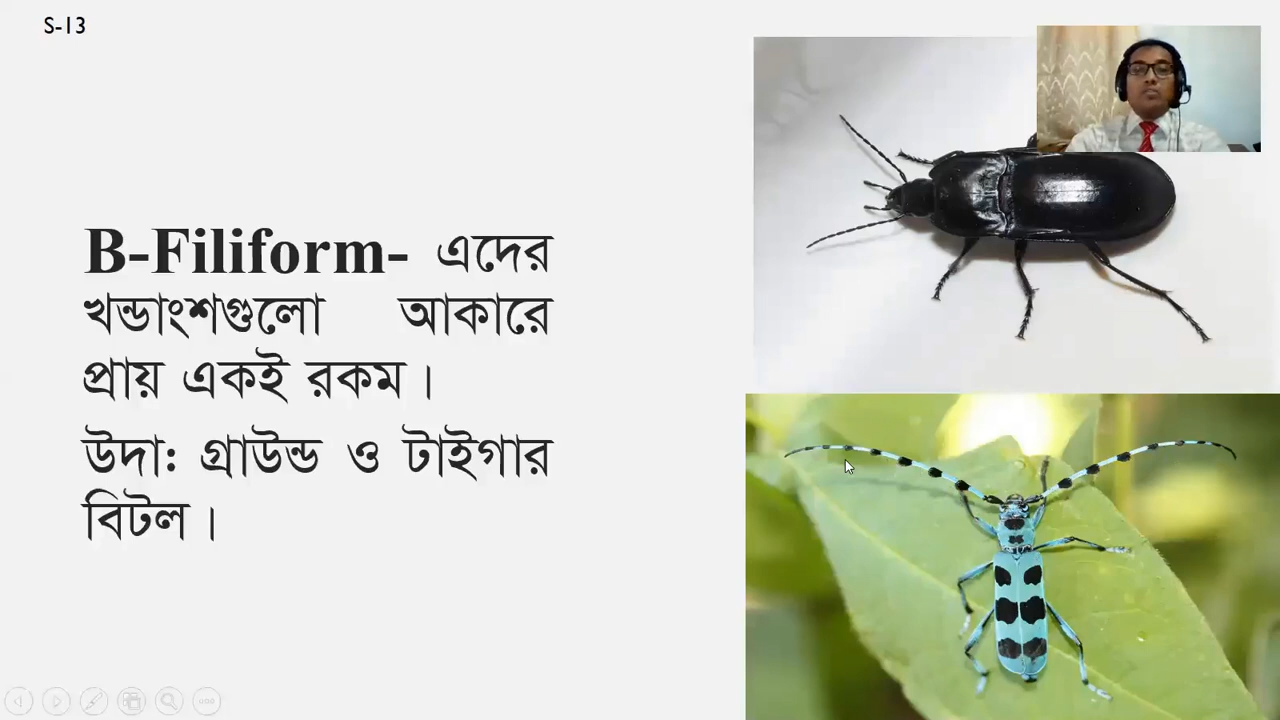 S-13
B-Filiform- এদের
খন্ডাংশগুলো আকারে
প্রায় একই রকম।
উদা: গ্রাউন্ড ও টাইগার
বিটল।